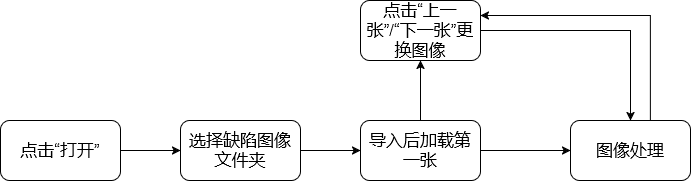 点击“上一
张”/“下一张”更
换图像
点击“打开”
选择缺陷图像
文件夹
导入后加载第
一张
图像处理